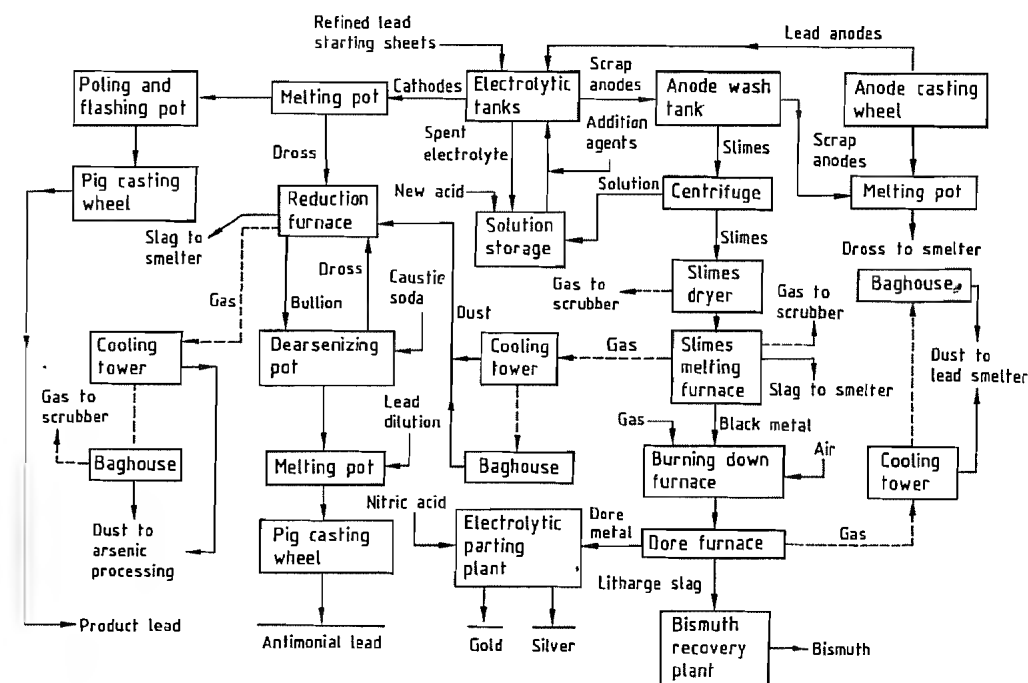 Refined lead
starting sheets
Lead anodes
Poling and
flashing pot
Melting pot
Cathodes
Electrolytic
tanks
Scrap
anodes
Anode wash
tank
Anode casting
wheel
Dross
Spent
electrolyte
Addition
agents
Slimes
Scrap
anodes
Pig casting
wheel
Reduction
furnace
New acid
Solution
storage
Solution
Centrifuge
Melting pot
Slag to
smelter
Slimes
Dross to smelter
Gas
Bullion
Dross
Caustic
soda
Dust
Gas to
scrubber
Slimes
dryer
Gas to
scrubber
Baghouse
Cooling
tower
Dearsenizing
pot
Cooling
tower
Gas
Slimes
melting
furnace
Slag to smelter
Dust to
lead smelter
Gas to
scrubber
Lead
dilution
Black metal
Gas
Air
Baghouse
Melting pot
Baghouse
Burning down
furnace
Cooling
tower
Dust to
arsenic
processing
Pig casting
wheel
Nitric acid
Electrolytic
parting
plant
Dore
metal
Dore furnace
Gas
Litharge slag
Product lead
Antimonial lead
Gold
Silver
Bismuth
recovery
plant
Bismuth